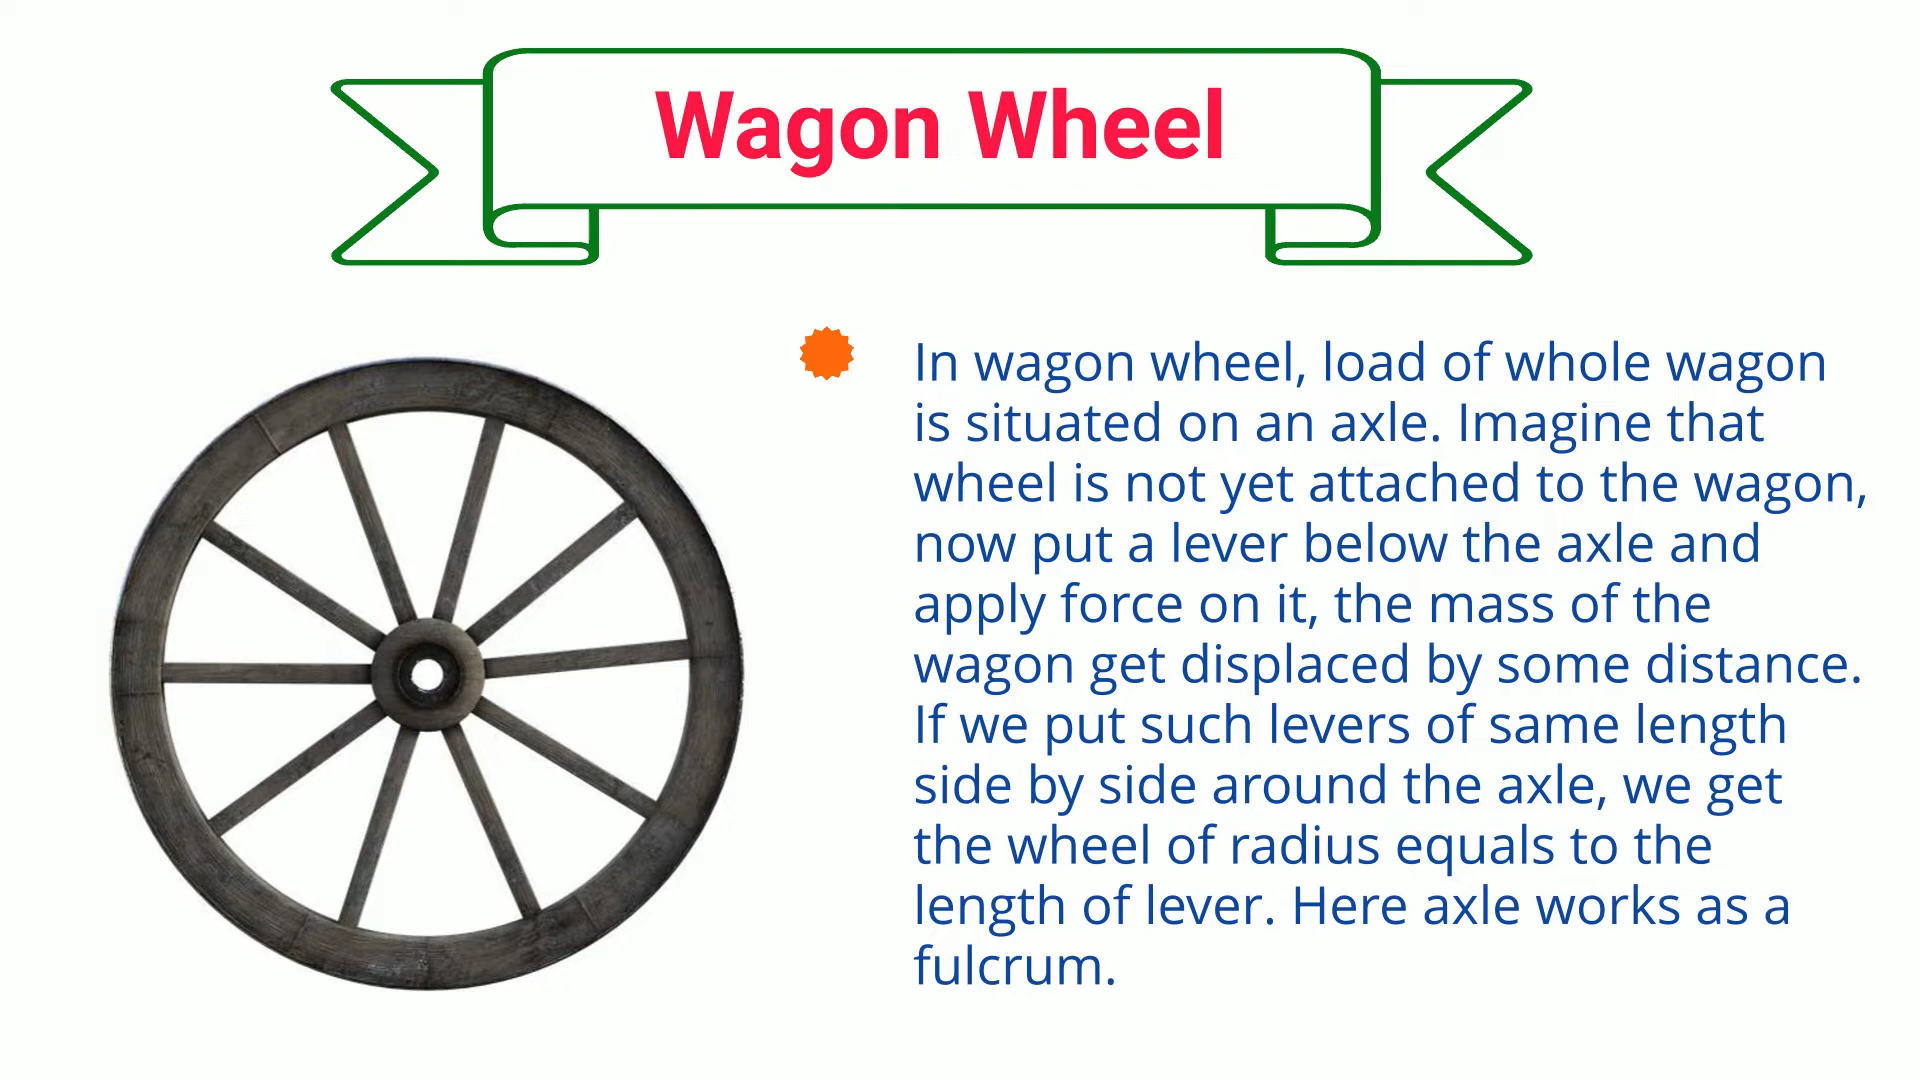 Wagon Wheel
In wagon wheel, load of whole wagon
is situated on an axle. Imagine that
wheel is not yet attached to the wagon,
now put a lever below the axle and
apply force on it, the mass of the
wagon get displaced by some distance.
If we put such levers of same length
side by side around the axle, we get
the wheel of radius equals to the
length of lever. Here axle works as a
fulcrum.